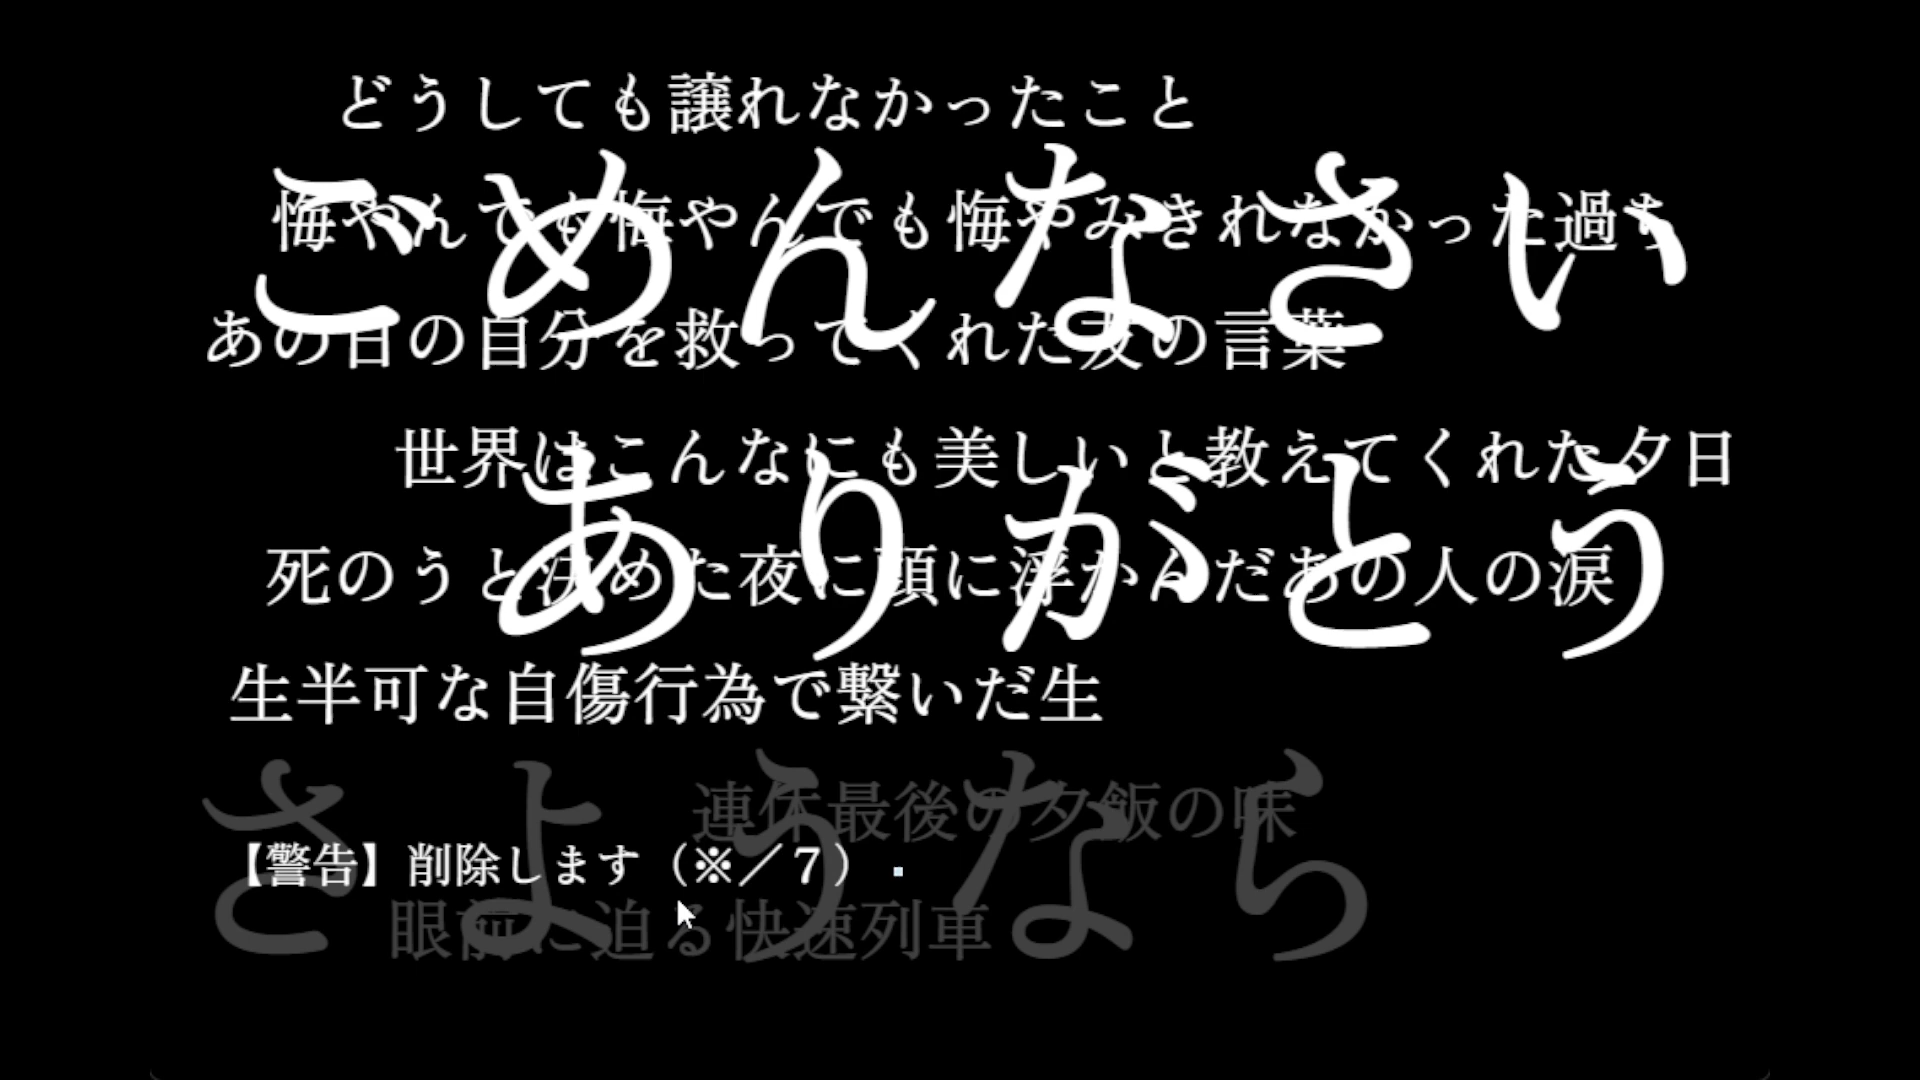 どうしても譲れなかったこと
ごめんなさい
悔やんでも悔やんでも悔やみきれなかった過ち
あの日の自分を救ってくれた友の言葉
世界はこんなにも美しいと教えてくれた夕日
ありがとう
死のうと決めた夜に頭に浮かんだあの人の涙
生半可な自傷行為で繋いだ生
さようなら
連休最後の夕飯の味
【警告】削除します（※／７）
眼前に迫る快速列車